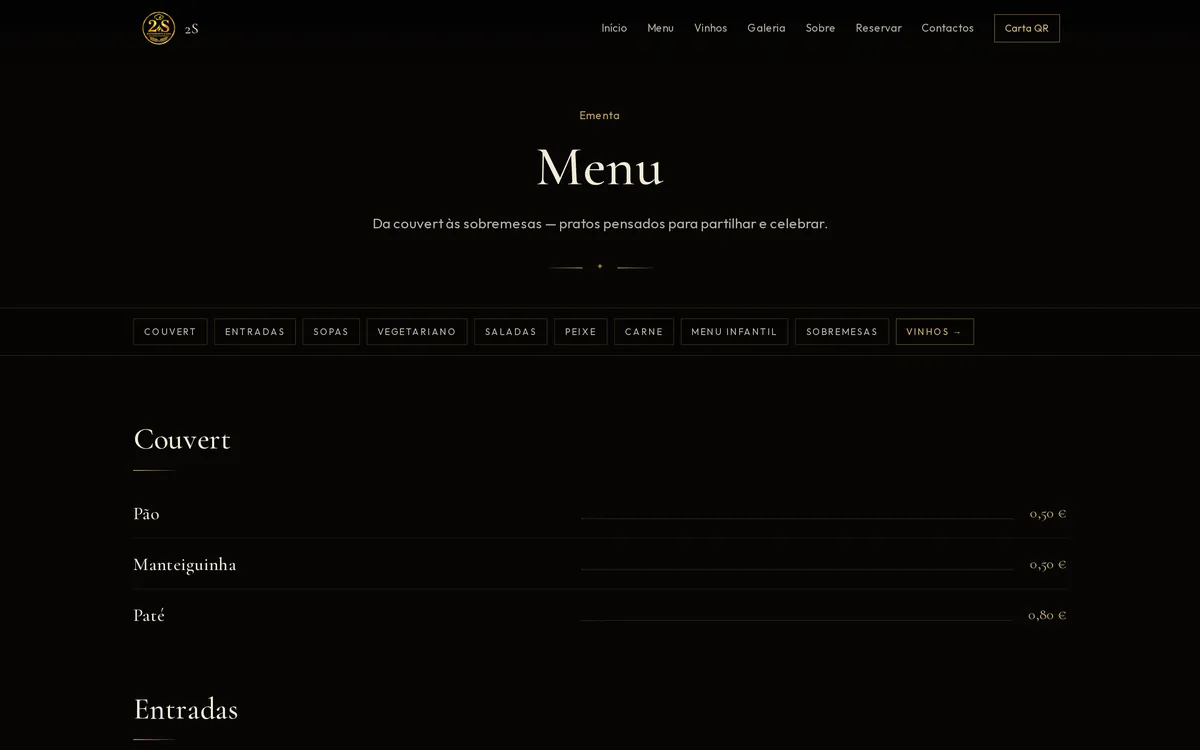 2S 2S Início Menu Vinhos Galeria Sobre Reservar Contactos Carta QR
Ementa
Menu
Da couvert às sobremesas — pratos pensados para partilhar e celebrar.
COUVERT ENTRADAS SOPAS VEGETARIANO SALADAS PEIXE CARNE MENU INFANTIL SOBREMESAS VINHOS →
Couvert
Pão 0,50 €
Manteiguinha 0,50 €
Paté 0,80 €
Entradas